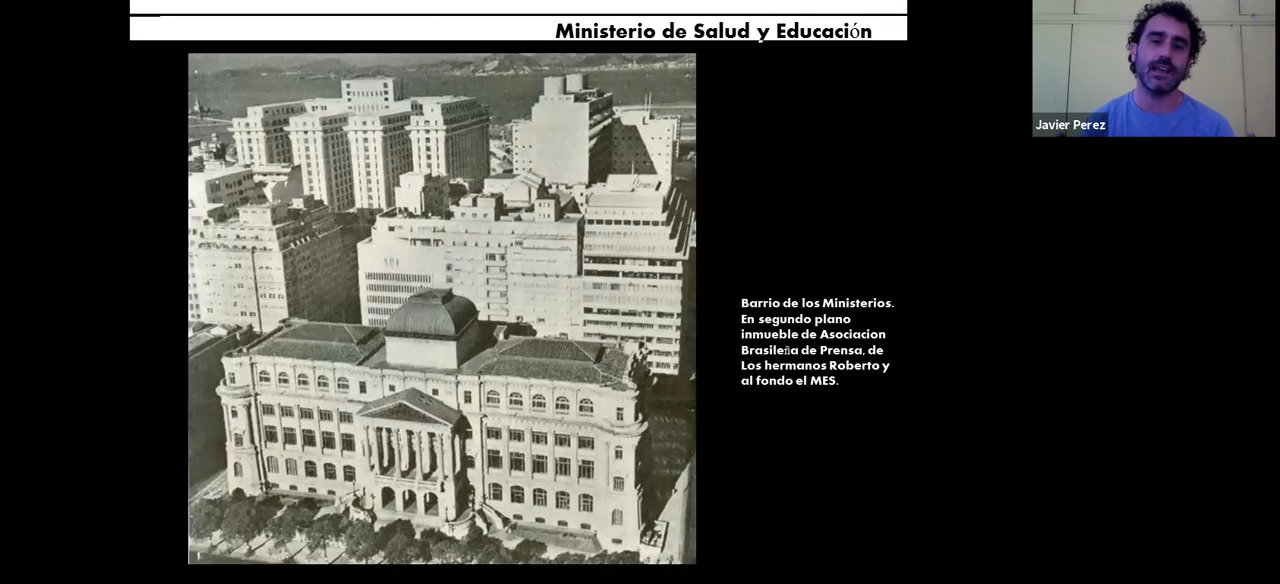 Ministerio de Salud y Educación
Javier Perez
Barrio de los Ministerios.
En segundo plano
inmueble de Asociacion
Brasileña de Prensa, de
Los hermanos Roberto y
al fondo el MES.